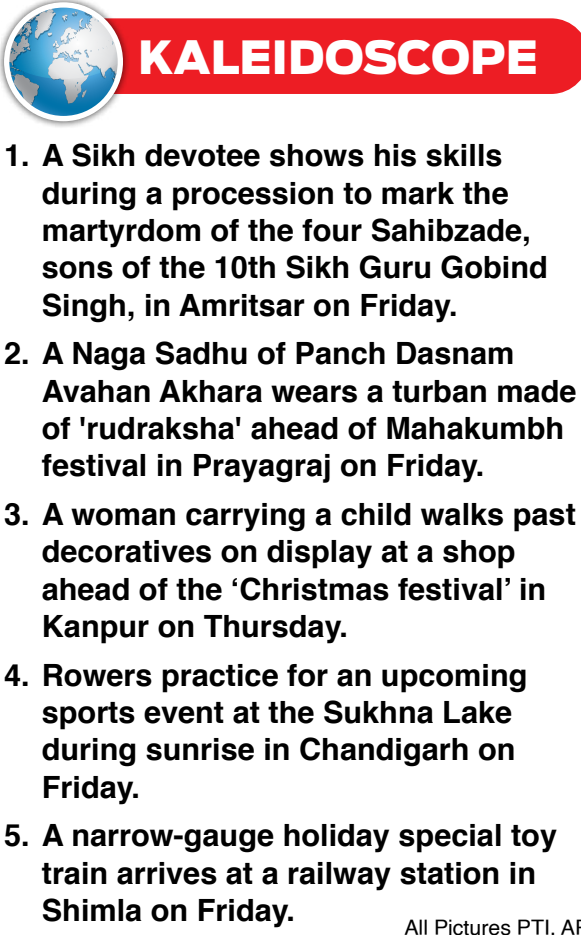 KALEIDOSCOPE
1. A Sikh devotee shows his skills
during a procession to mark the
martyrdom of the four Sahibzade,
sons of the 10th Sikh Guru Gobind
Singh, in Amritsar on Friday.
2. A Naga Sadhu of Panch Dasnam
Avahan Akhara wears a turban made
of 'rudraksha' ahead of Mahakumbh
festival in Prayagraj on Friday.
3. A woman carrying a child walks past
decoratives on display at a shop
ahead of the ‘Christmas festival’ in
Kanpur on Thursday.
4. Rowers practice for an upcoming
sports event at the Sukhna Lake
during sunrise in Chandigarh on
Friday.
5. A narrow-gauge holiday special toy
train arrives at a railway station in
Shimla on Friday.
All Pictures PTI, AP